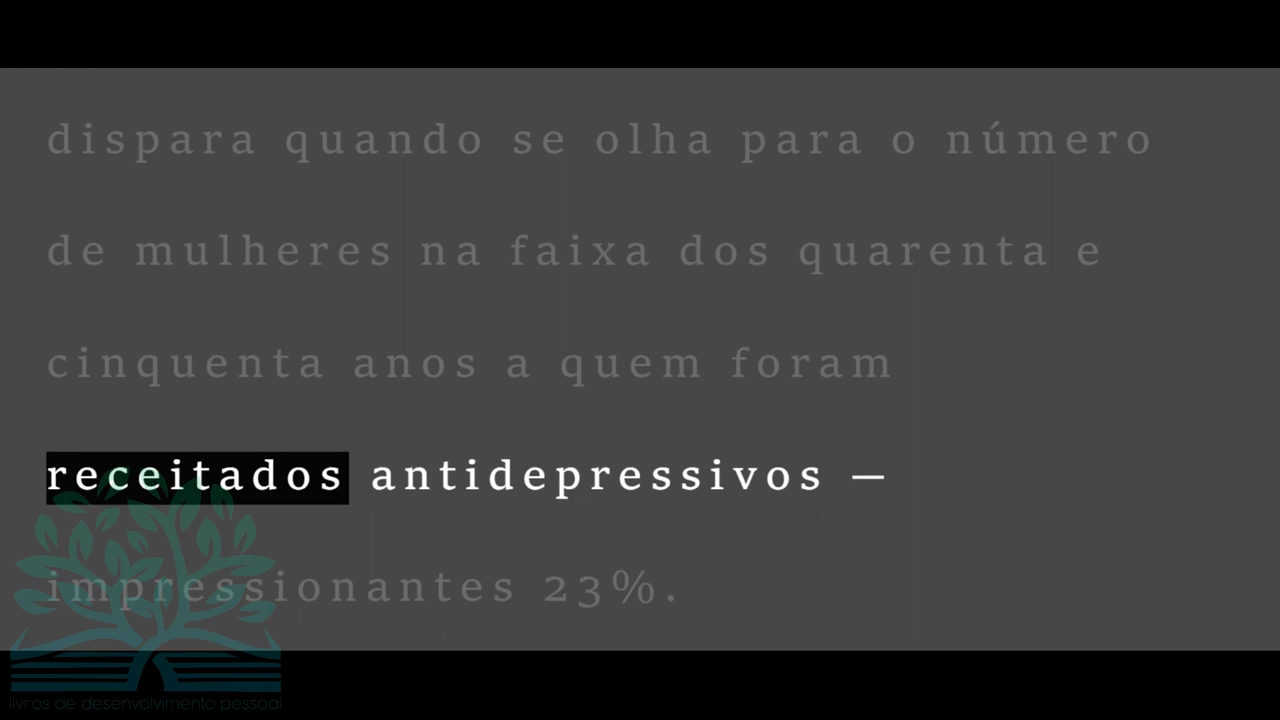 dispara quando se olha para o número
de mulheres na faixa dos quarenta e
cinquenta anos a quem foram
receitados antidepressivos —
impressionantes 23%.
livros de desenvolvimento pessoal